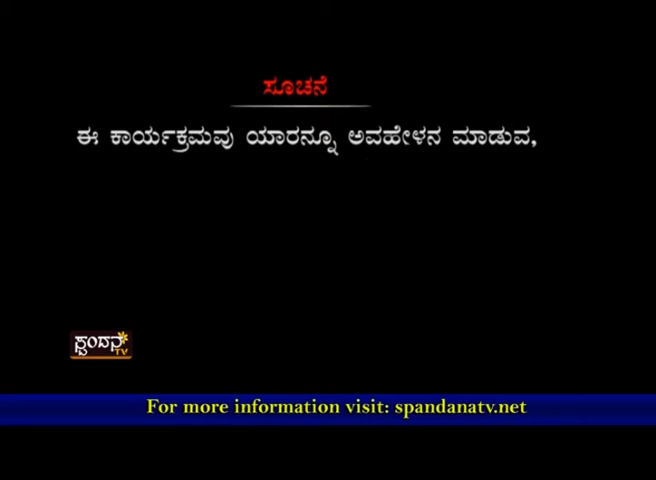 ಸೂಚನೆ
ಈ ಕಾರ್ಯಕ್ರಮವು ಯಾರನ್ನೂ ಅವಹೇಳನ ಮಾಡುವ,
ಸ್ಪಂದನ
TV
For more information visit: spandanatv.net